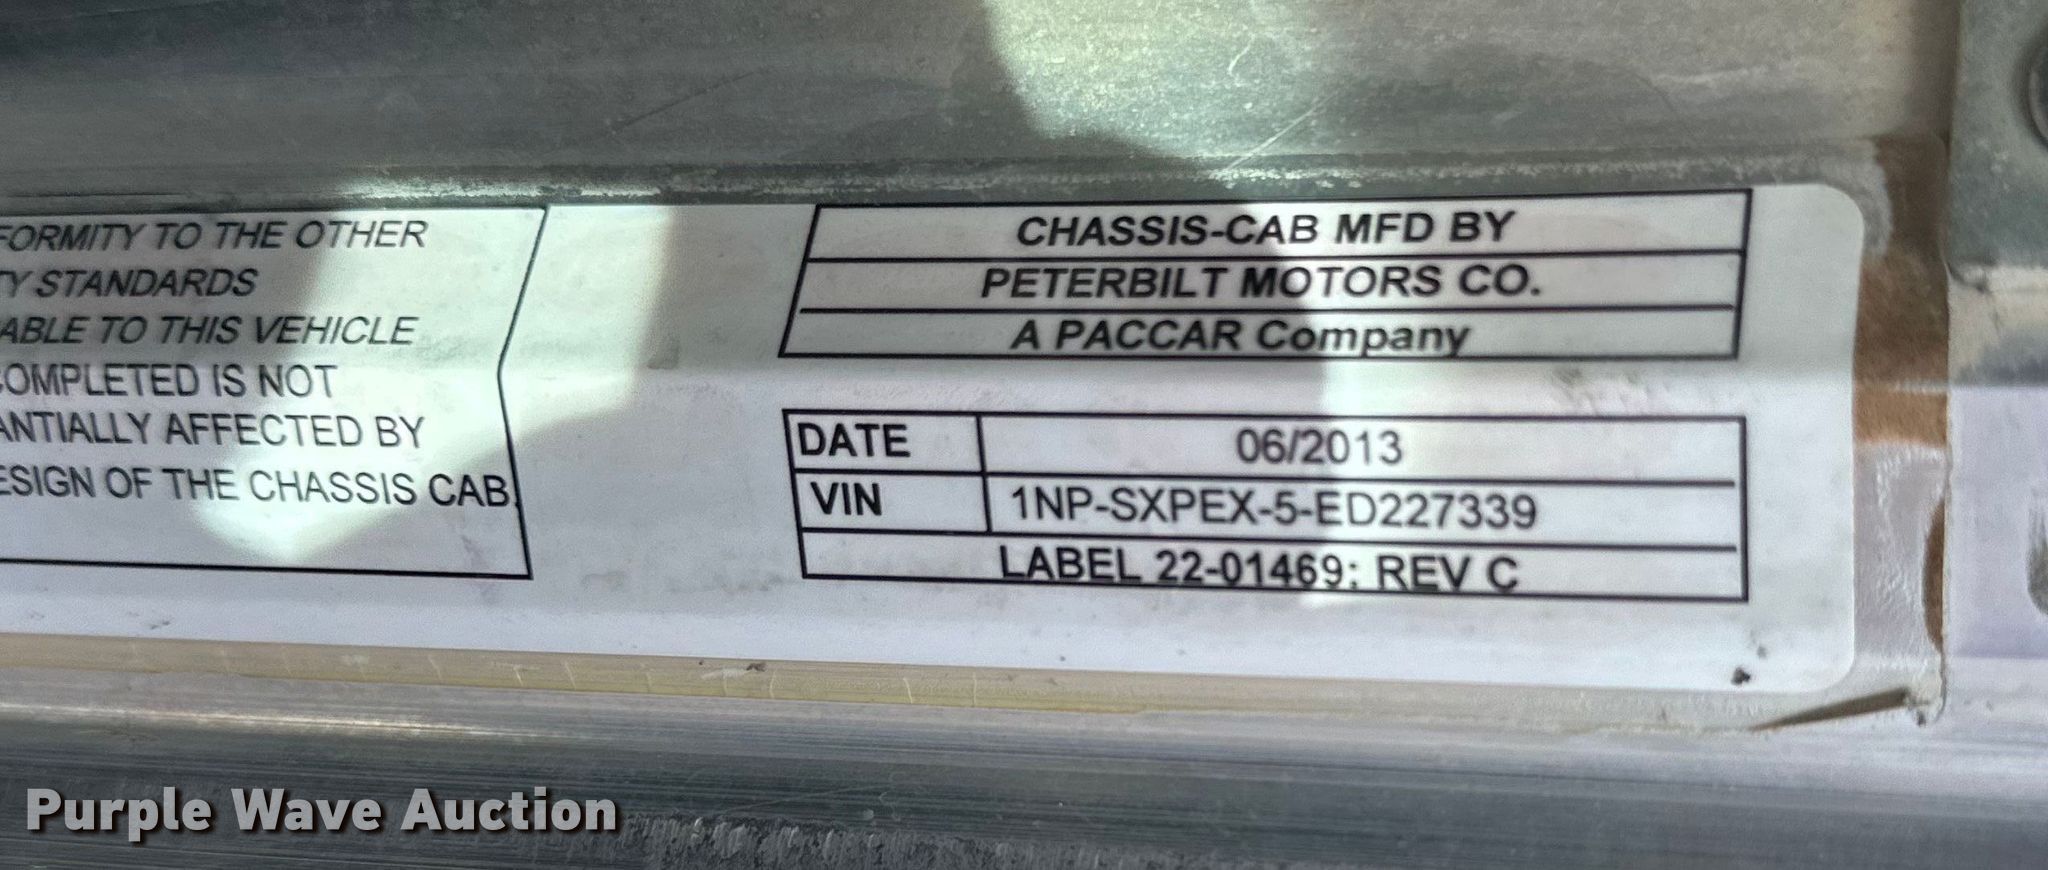 FORMITY TO THE OTHER
TY STANDARDS
ABLE TO THIS VEHICLE
COMPLETED IS NOT
ANTIALLY AFFECTED BY
ESIGN OF THE CHASSIS CAB.
CHASSIS-CAB MFD BY
PETERBILT MOTORS CO.
A PACCAR Company
DATE 06/2013
VIN 1NP-SXPEX-5-ED227339
LABEL 22-01469: REV C
Purple Wave Auction